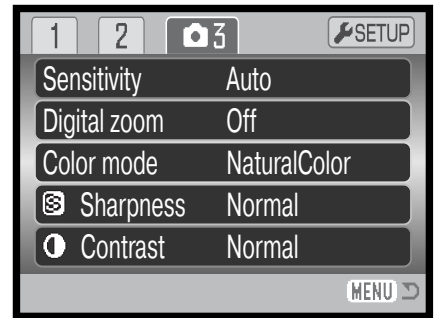 1 2 3 SETUP
Sensitivity Auto
Digital zoom Off
Color mode NaturalColor
S Sharpness Normal
Contrast Normal
MENU